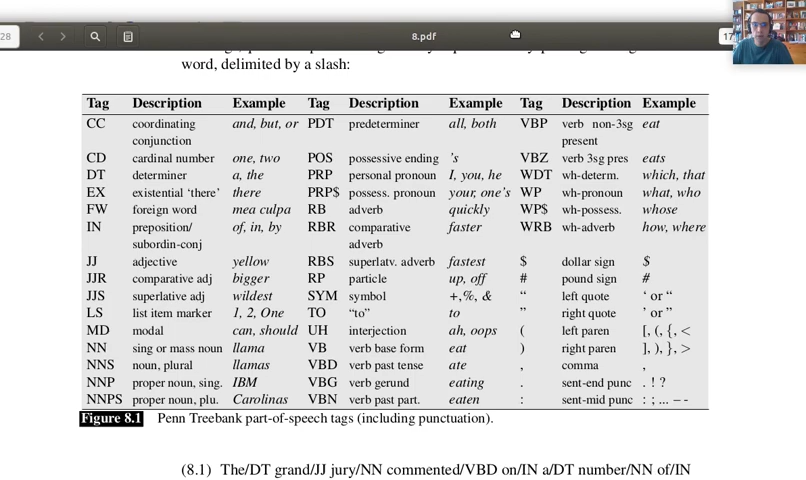 28
8.pdf
17
word, delimited by a slash:
Tag Description Example Tag Description Example Tag Description Example
CC coordinating and, but, or PDT predeterminer all, both VBP verb non-3sg eat
conjunction present
CD cardinal number one, two POS possessive ending 's VBZ verb 3sg pres eats
DT determiner a, the PRP personal pronoun I, you, he WDT wh-determ. which, that
EX existential ‘there’ there PRP$ possess. pronoun your, one's WP wh-pronoun what, who
FW foreign word mea culpa RB adverb quickly WP$ wh-possess. whose
IN preposition/ of, in, by RBR comparative faster WRB wh-adverb how, where
subordin-conj adverb
JJ adjective yellow RBS superlatv. adverb fastest $ dollar sign $
JJR comparative adj bigger RP particle up, off # pound sign #
JJS superlative adj wildest SYM symbol +,%, & “ left quote ‘ or “
LS list item marker 1, 2, One TO “to” to ” right quote ’ or ”
MD modal can, should UH interjection ah, oops ( left paren [, (, {, <
NN sing or mass noun llama VB verb base form eat ) right paren ], ), }, >
NNS noun, plural llamas VBD verb past tense ate , comma ,
NNP proper noun, sing. IBM VBG verb gerund eating . sent-end punc . ! ?
NNPS proper noun, plu. Carolinas VBN verb past part. eaten : sent-mid punc : ; ... – -
Figure 8.1 Penn Treebank part-of-speech tags (including punctuation).
(8.1) The/DT grand/JJ jury/NN commented/VBD on/IN a/DT number/NN of/IN